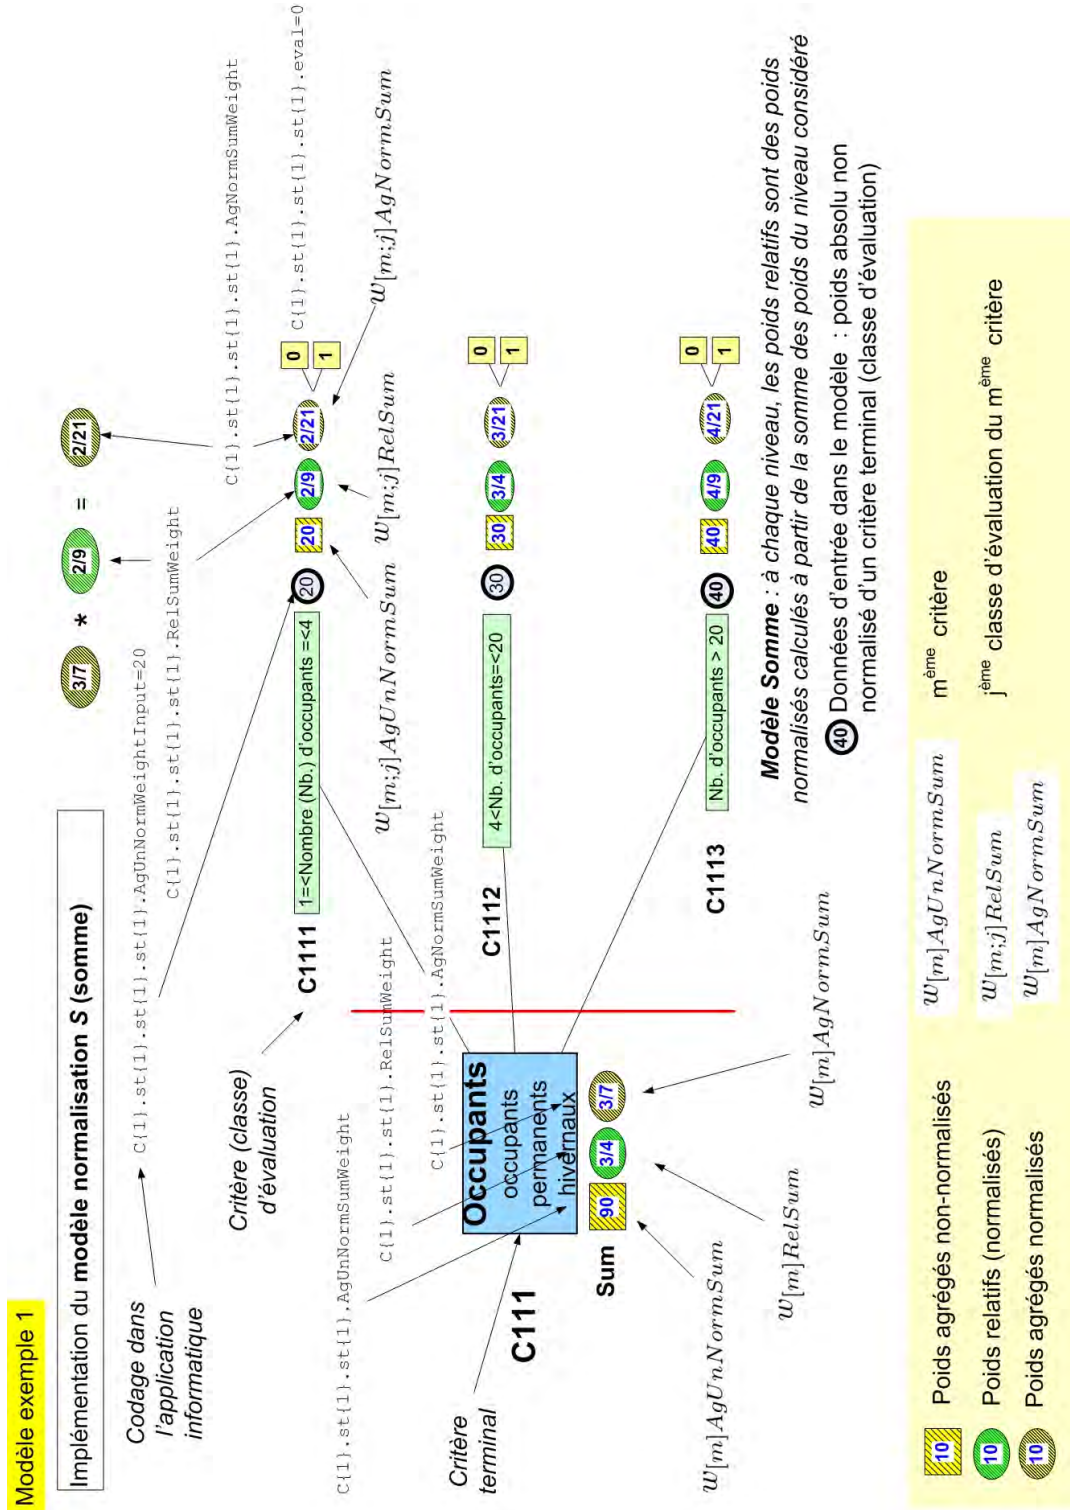 Modèle exemple 1
Implémentation du modèle normalisation S (somme)
3/7 * 2/9 = 2/21
Codage dans
l'application
informatique
C{1}.st{1}.st{1}.st{1}.AgUnNormWeightInput=20
C{1}.st{1}.st{1}.st{1}.RelSumWeight
C{1}.st{1}.st{1}.st{1}.AgNormSumWeight
C{1}.st{1}.st{1}.st{1}.eval=0
Critère (classe)
d'évaluation
C1111
1=<Nombre (Nb.) d'occupants =<4
20
20
2/9
2/21
0
1
w[m;j]AgUnNormSum
w[m;j]RelSum
w[m;j]AgNormSum
C{1}.st{1}.st{1}.AgUnNormSumWeight
C{1}.st{1}.st{1}.RelSumWeight
C{1}.st{1}.st{1}.AgNormSumWeight
Critère
terminal
C111
Occupants
occupants
permanents
hivernaux
Sum
90
3/4
3/7
w[m]AgUnNormSum
w[m]RelSum
w[m]AgNormSum
C1112
4<Nb. d'occupants=<20
30
30
3/4
3/21
0
1
C1113
Nb. d'occupants > 20
40
40
4/9
4/21
0
1
Modèle Somme : à chaque niveau, les poids relatifs sont des poids
normalisés calculés à partir de la somme des poids du niveau considéré
40 Données d'entrée dans le modèle : poids absolu non
normalisé d'un critère terminal (classe d'évaluation)
10 Poids agrégés non-normalisés w[m]AgUnNormSum mème critère
10 Poids relatifs (normalisés) w[m;j]RelSum jème classe d'évaluation du mème critère
10 Poids agrégés normalisés w[m]AgNormSum